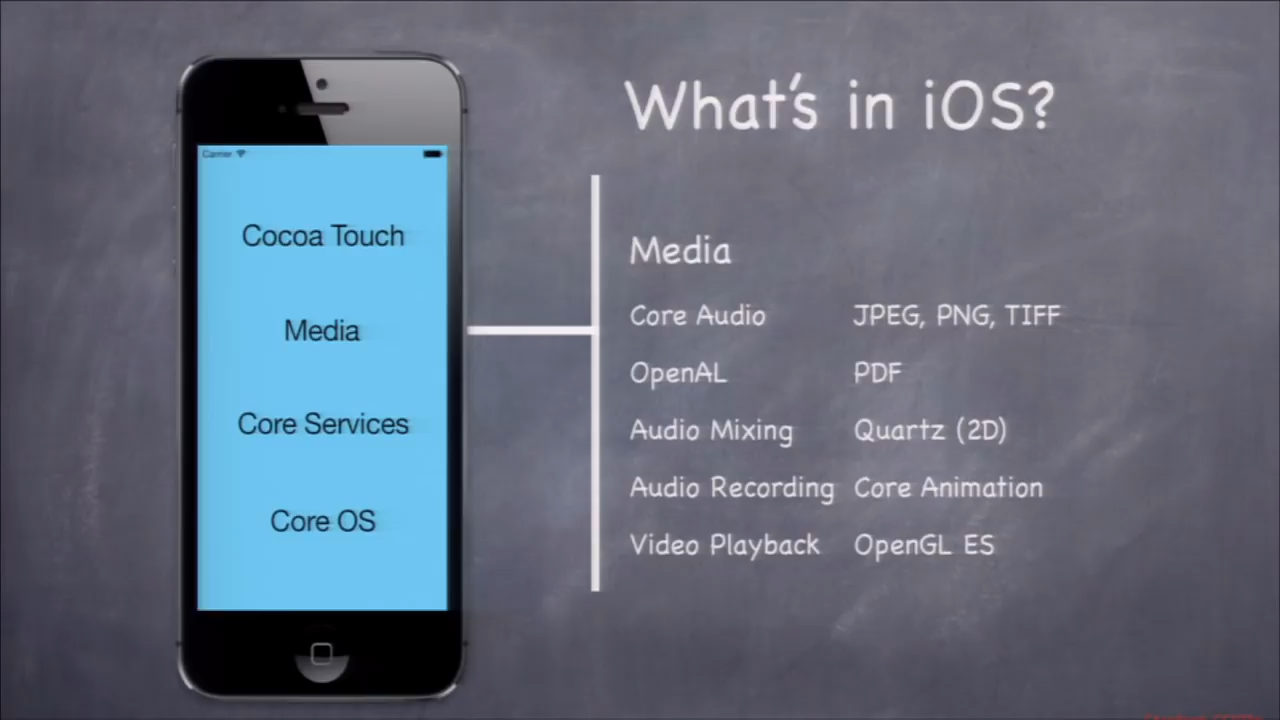 Carrier
Cocoa Touch
Media
Core Services
Core OS
What's in iOS?
Media
Core Audio JPEG, PNG, TIFF
OpenAL PDF
Audio Mixing Quartz (2D)
Audio Recording Core Animation
Video Playback OpenGL ES